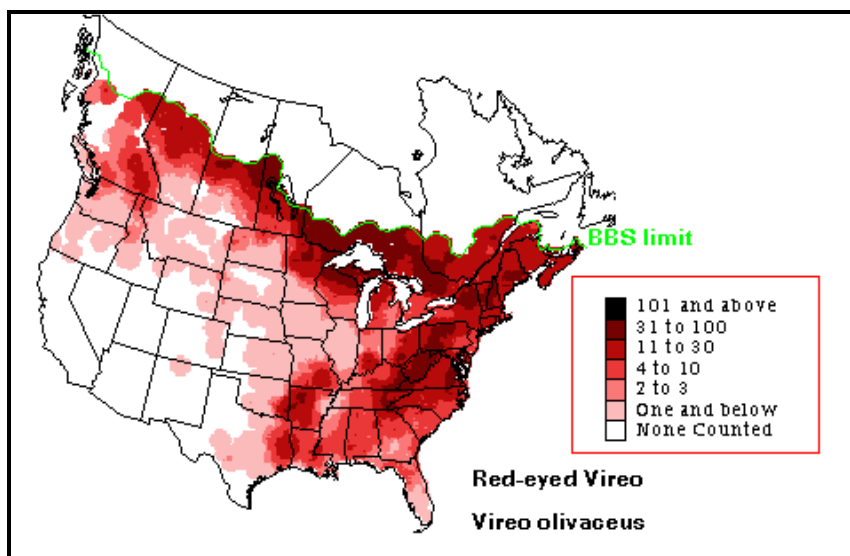 BBS limit
101 and above
31 to 100
11 to 30
4 to 10
2 to 3
One and below
None Counted
Red-eyed Vireo
Vireo olivaceus